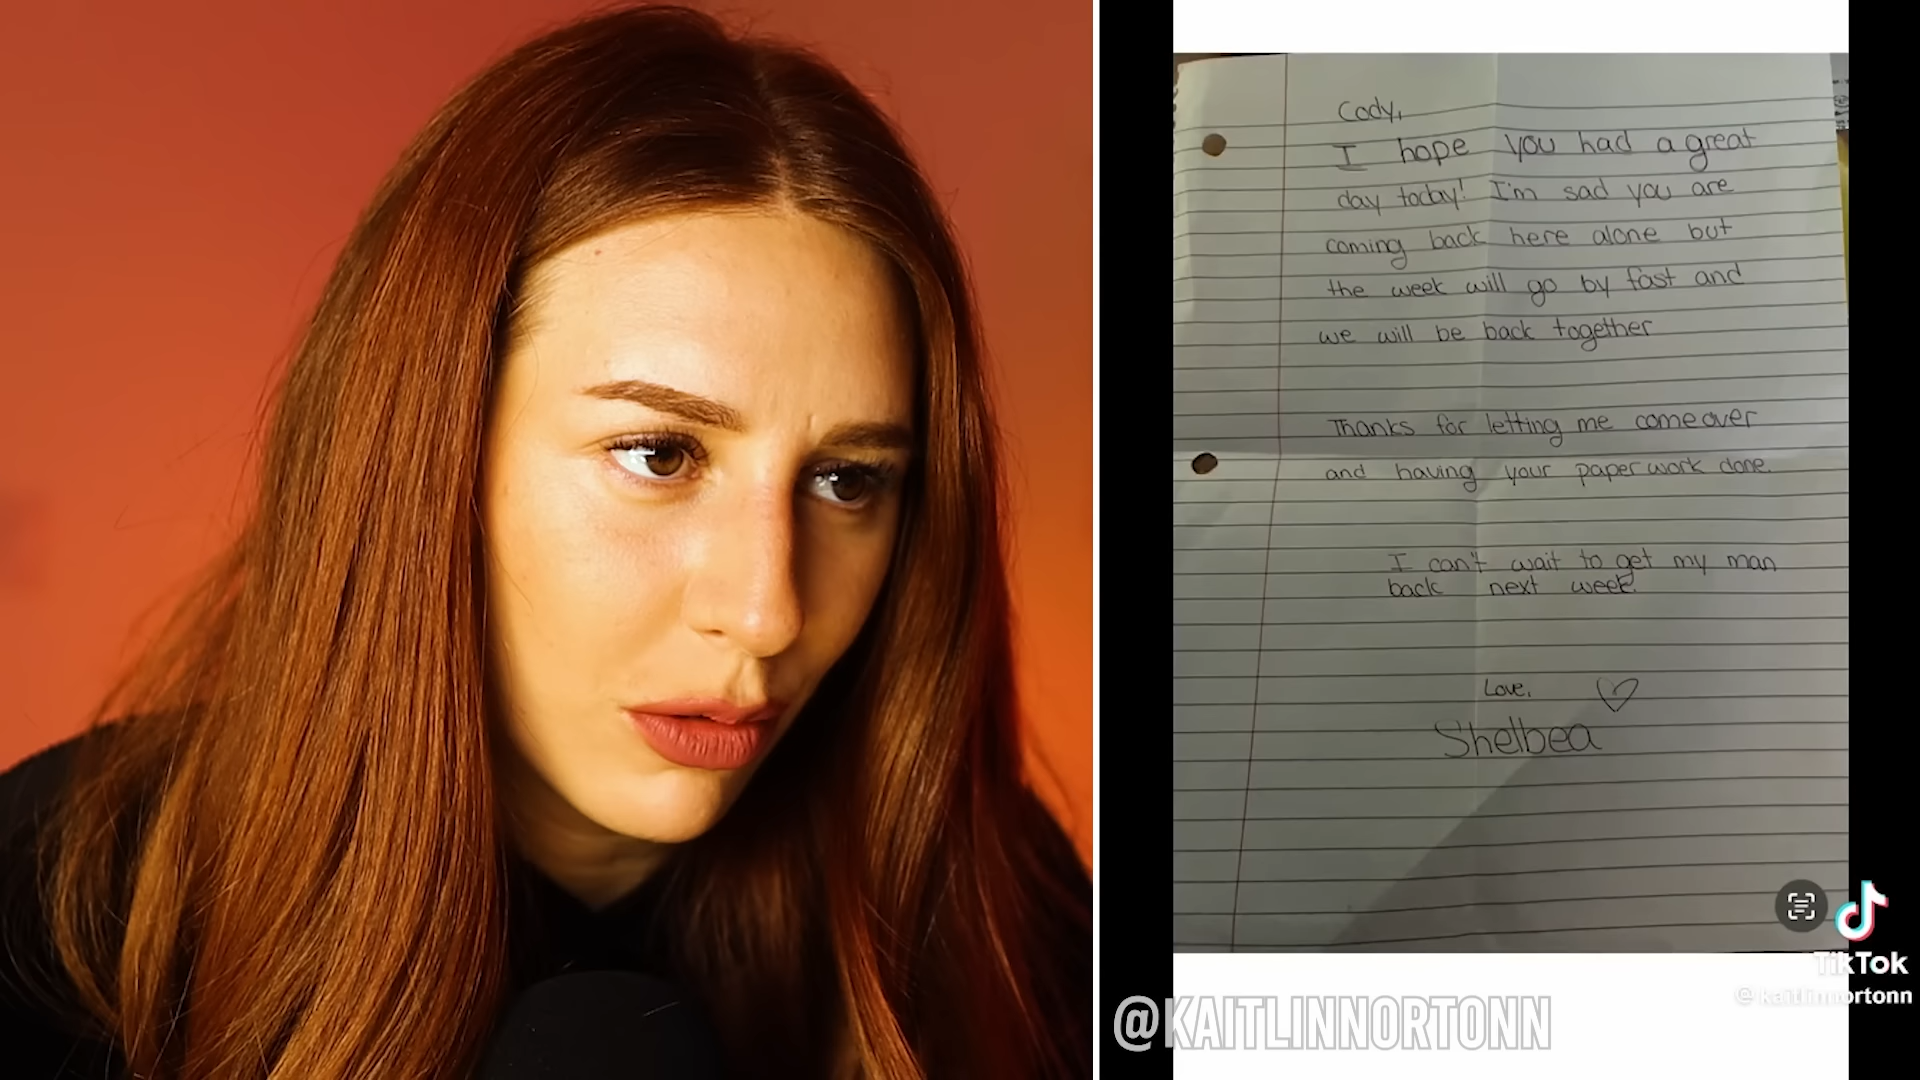 Cody,
I hope you had a great
day today! I'm sad you are
coming back here alone but
the week will go by fast and
we will be back together
Thanks for letting me come over
and having your paper work done.
I can't wait to get my man
back next week!
Love,
Shelbea
TikTok
@kaitlinnortonn
@KAITLINNORTONN